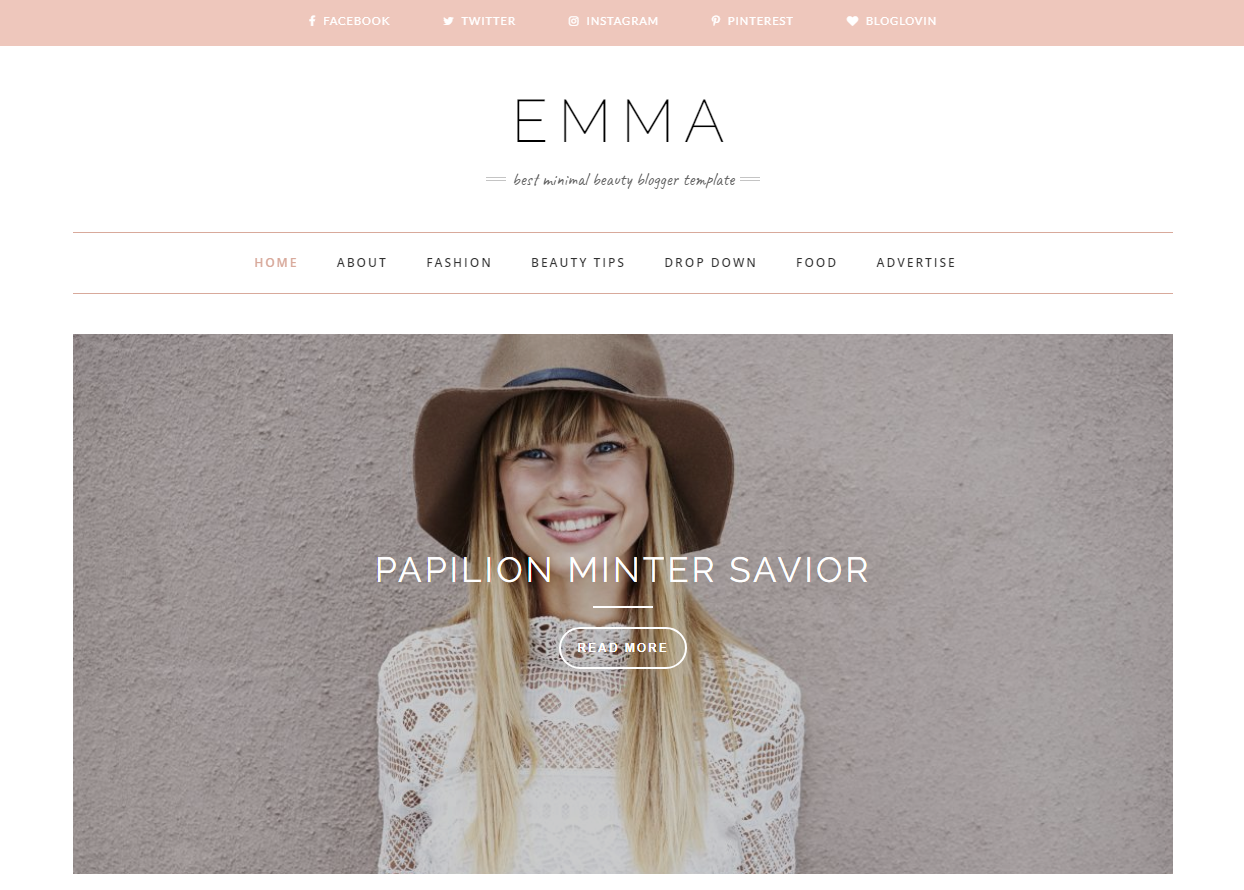 FACEBOOK TWITTER INSTAGRAM PINTEREST BLOGLOVIN
EMMA
best minimal beauty blogger template
HOME ABOUT FASHION BEAUTY TIPS DROP DOWN FOOD ADVERTISE
PAPILION MINTER SAVIOR
READ MORE